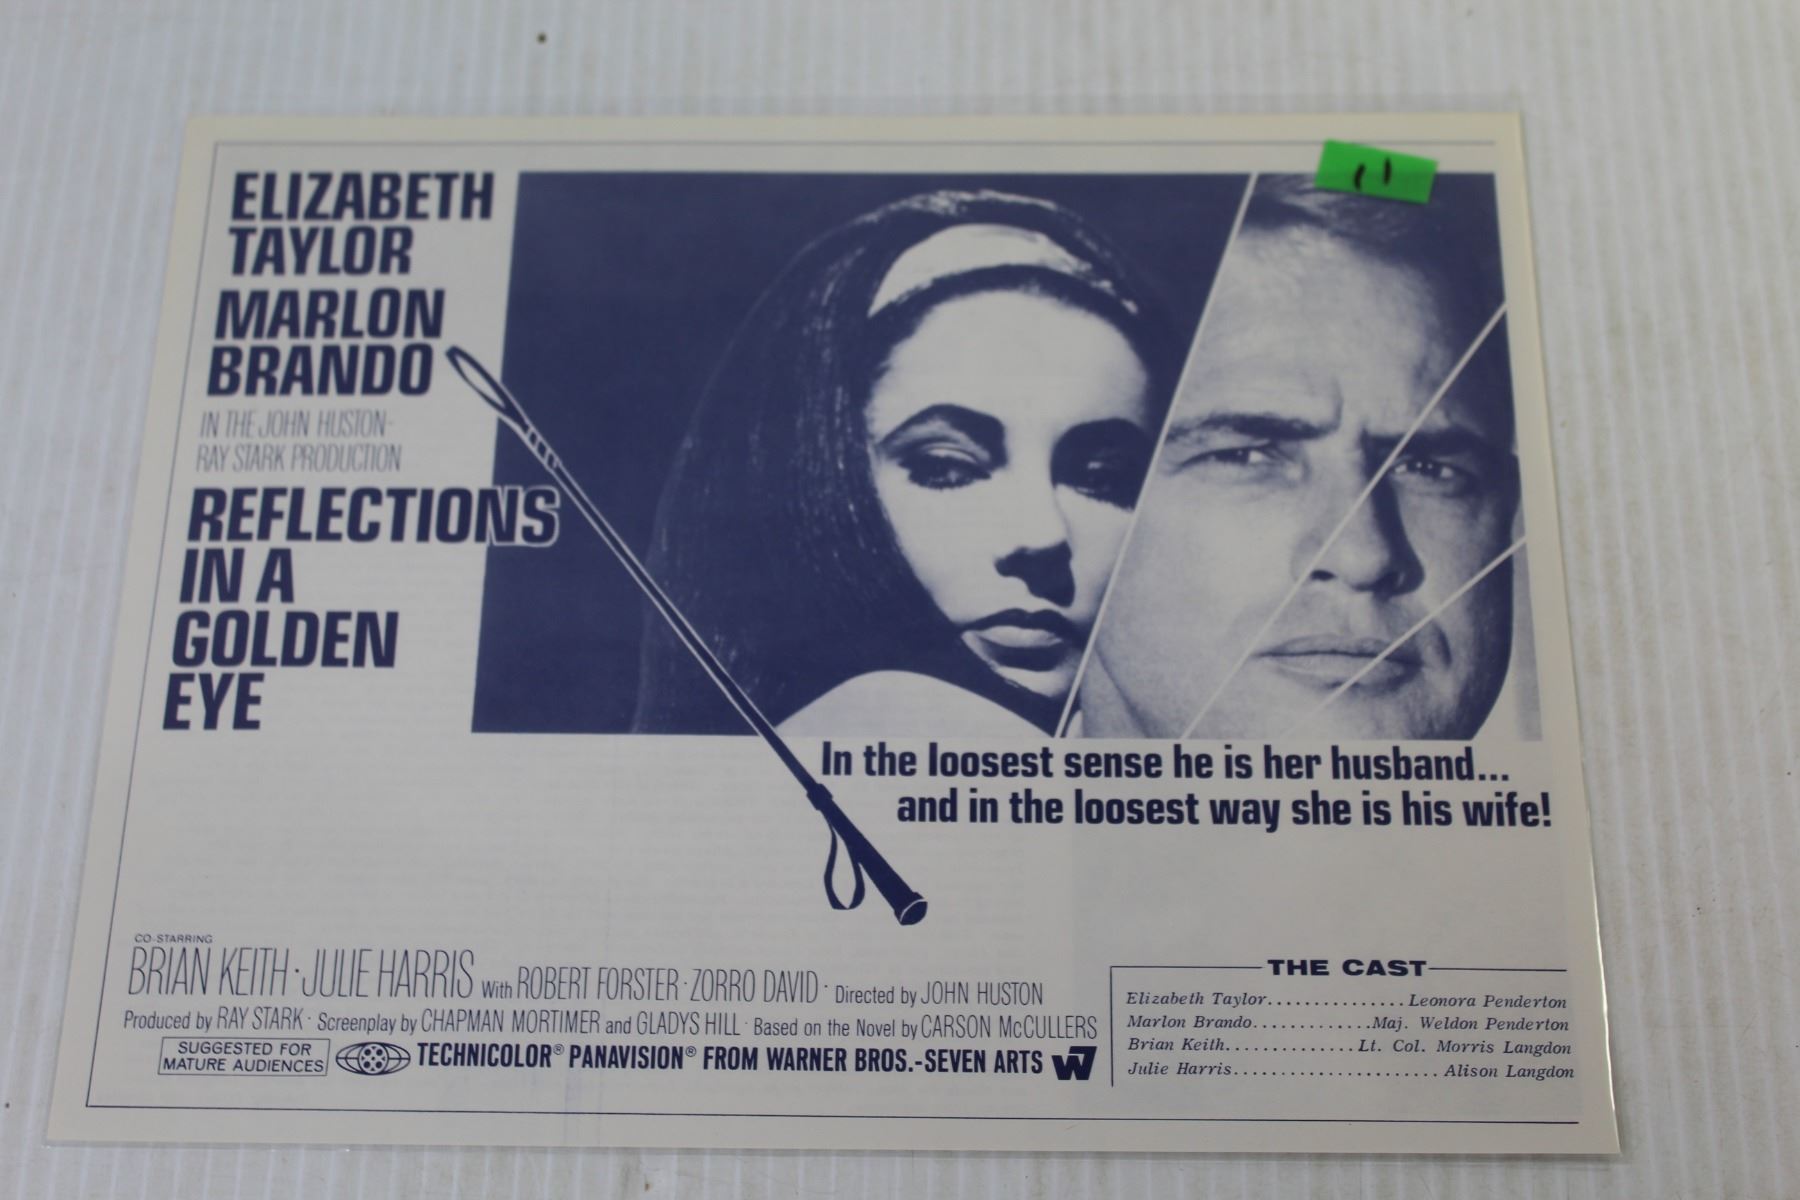 11
ELIZABETH
TAYLOR
MARLON
BRANDO
IN THE JOHN HUSTON-
RAY STARK PRODUCTION
REFLECTIONS
IN A
GOLDEN
EYE
In the loosest sense he is her husband...
and in the loosest way she is his wife!
CO-STARRING
BRIAN KEITH · JULIE HARRIS With ROBERT FORSTER · ZORRO DAVID · Directed by JOHN HUSTON
Produced by RAY STARK · Screenplay by CHAPMAN MORTIMER and GLADYS HILL · Based on the Novel by CARSON McCULLERS
SUGGESTED FOR
MATURE AUDIENCES
TECHNICOLOR® PANAVISION® FROM WARNER BROS.-SEVEN ARTS W7
THE CAST
Elizabeth Taylor...............Leonora Penderton
Marlon Brando.............Maj. Weldon Penderton
Brian Keith..............Lt. Col. Morris Langdon
Julie Harris......................Alison Langdon